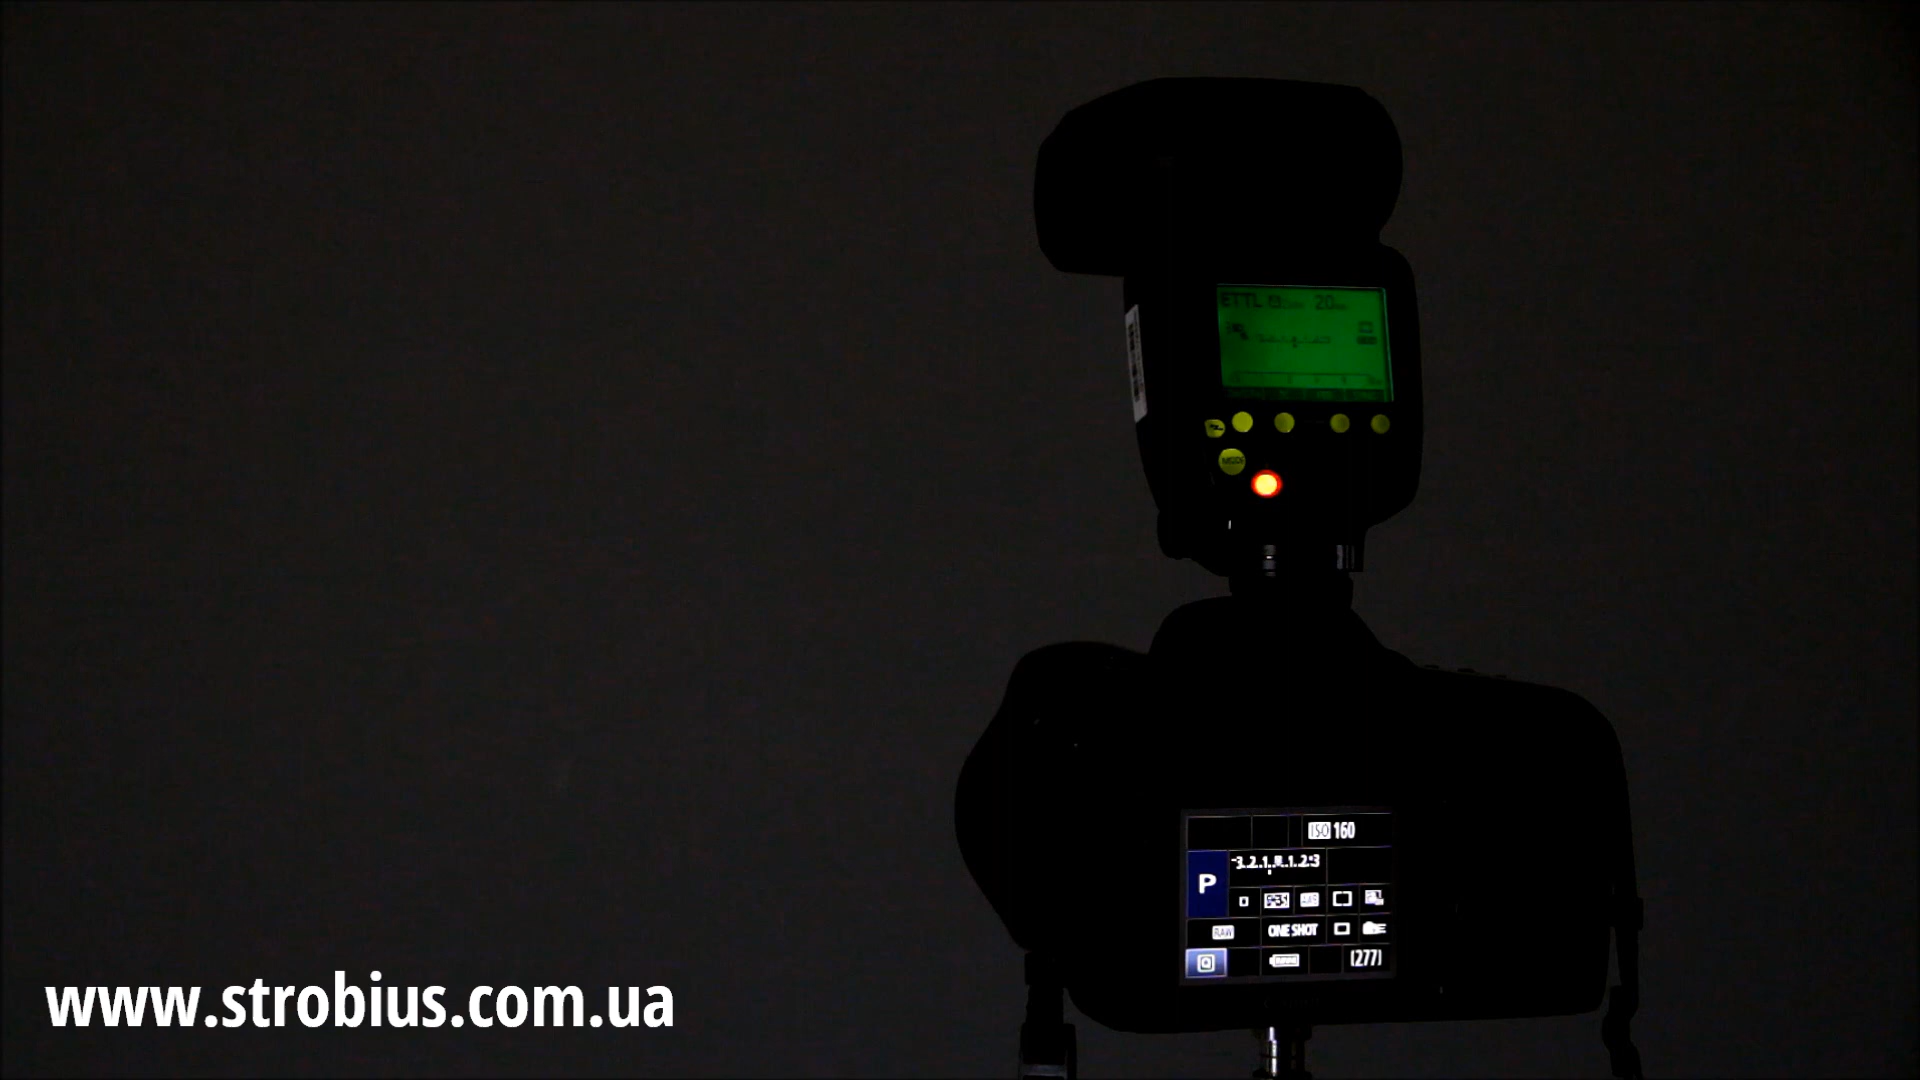 ETTL 20
MODE
ISO 160
-3..2..1..0..1..2..3
P
RAW ONE SHOT
Q [277]
www.strobius.com.ua